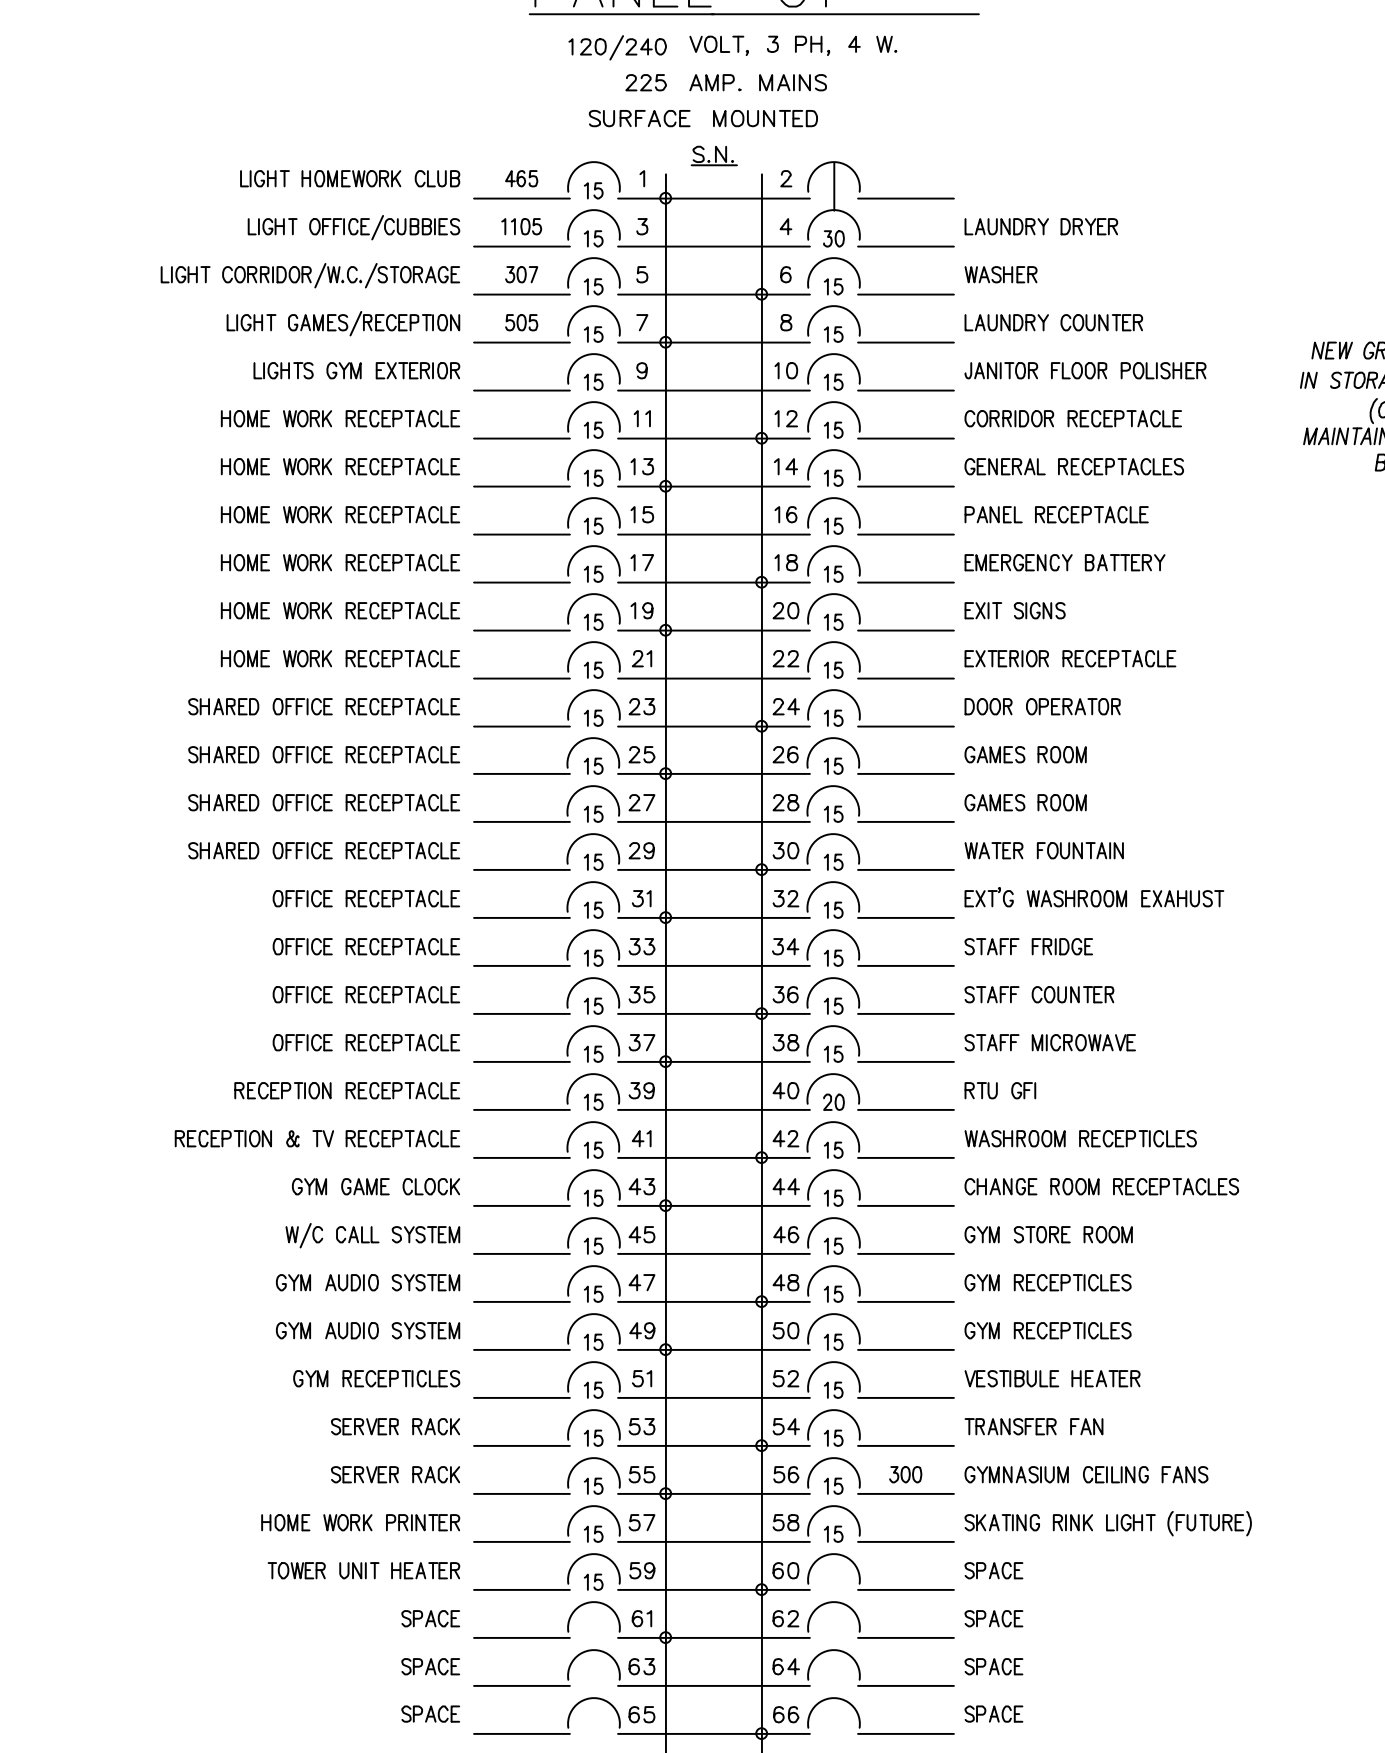 120/240 VOLT, 3 PH, 4 W.
225 AMP. MAINS
SURFACE MOUNTED
S.N.
LIGHT HOMEWORK CLUB 465 15 1 2
LIGHT OFFICE/CUBBIES 1105 15 3 4 30 LAUNDRY DRYER
LIGHT CORRIDOR/W.C./STORAGE 307 15 5 6 15 WASHER
LIGHT GAMES/RECEPTION 505 15 7 8 15 LAUNDRY COUNTER
NEW
LIGHTS GYM EXTERIOR 15 9 10 15 JANITOR FLOOR POLISHER
IN
HOME WORK RECEPTACLE 15 11 12 15 CORRIDOR RECEPTACLE
HOME WORK RECEPTACLE 15 13 14 15 GENERAL RECEPTACLES
HOME WORK RECEPTACLE 15 15 16 15 PANEL RECEPTACLE
HOME WORK RECEPTACLE 15 17 18 15 EMERGENCY BATTERY
HOME WORK RECEPTACLE 15 19 20 15 EXIT SIGNS
HOME WORK RECEPTACLE 15 21 22 15 EXTERIOR RECEPTACLE
SHARED OFFICE RECEPTACLE 15 23 24 15 DOOR OPERATOR
SHARED OFFICE RECEPTACLE 15 25 26 15 GAMES ROOM
SHARED OFFICE RECEPTACLE 15 27 28 15 GAMES ROOM
SHARED OFFICE RECEPTACLE 15 29 30 15 WATER FOUNTAIN
OFFICE RECEPTACLE 15 31 32 15 EXT'G WASHROOM EXAHUST
OFFICE RECEPTACLE 15 33 34 15 STAFF FRIDGE
OFFICE RECEPTACLE 15 35 36 15 STAFF COUNTER
OFFICE RECEPTACLE 15 37 38 15 STAFF MICROWAVE
RECEPTION RECEPTACLE 15 39 40 20 RTU GFI
RECEPTION & TV RECEPTACLE 15 41 42 15 WASHROOM RECEPTICLES
GYM GAME CLOCK 15 43 44 15 CHANGE ROOM RECEPTACLES
W/C CALL SYSTEM 15 45 46 15 GYM STORE ROOM
GYM AUDIO SYSTEM 15 47 48 15 GYM RECEPTICLES
GYM AUDIO SYSTEM 15 49 50 15 GYM RECEPTICLES
GYM RECEPTICLES 15 51 52 15 VESTIBULE HEATER
SERVER RACK 15 53 54 15 TRANSFER FAN
SERVER RACK 15 55 56 15 300 GYMNASIUM CEILING FANS
HOME WORK PRINTER 15 57 58 15 SKATING RINK LIGHT (FUTURE)
TOWER UNIT HEATER 15 59 60 SPACE
SPACE 61 62 SPACE
SPACE 63 64 SPACE
SPACE 65 66 SPACE